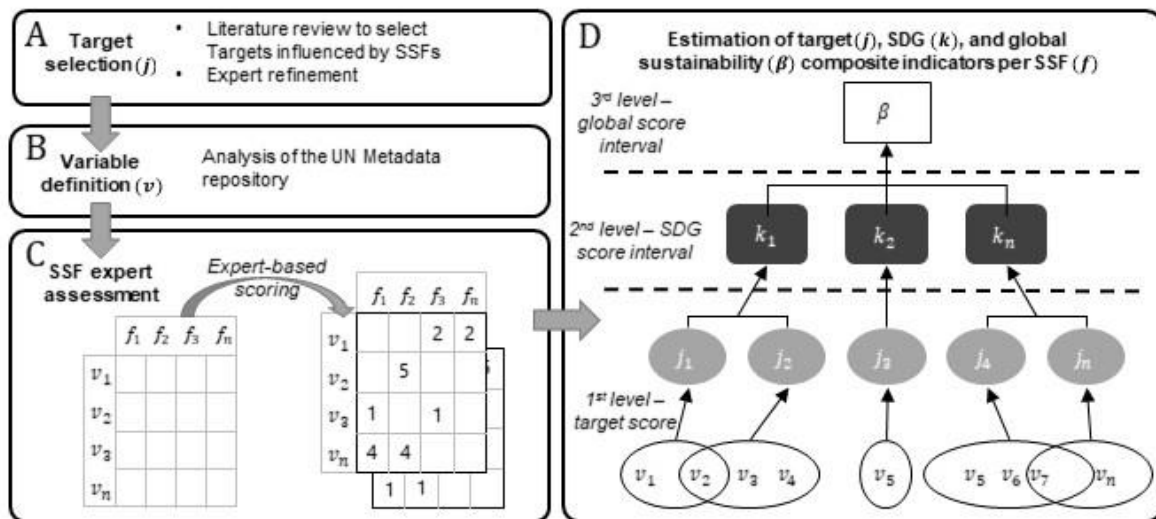 A
Target
selection (j)
• Literature review to select
Targets influenced by SSFs
• Expert refinement
B
Variable
definition (v)
Analysis of the UN Metadata
repository
C
SSF expert
assessment
Expert-based
scoring
f₁ f₂ f₃ fₙ
v₁
v₂
v₃
vₙ
f₁ f₂ f₃ fₙ
v₁ 2 2
v₂ 5
v₃ 1 1
vₙ 4 4
1 1
D
Estimation of target (j), SDG (k), and global
sustainability (β) composite indicators per SSF (f)
3rd level –
global score
interval
β
2nd level – SDG
score interval
k₁ k₂ kₙ
j₁ j₂ j₃ j₄ jₙ
1st level –
target score
v₁ v₂ v₃ v₄ v₅ v₅ v₆ v₇ vₙ